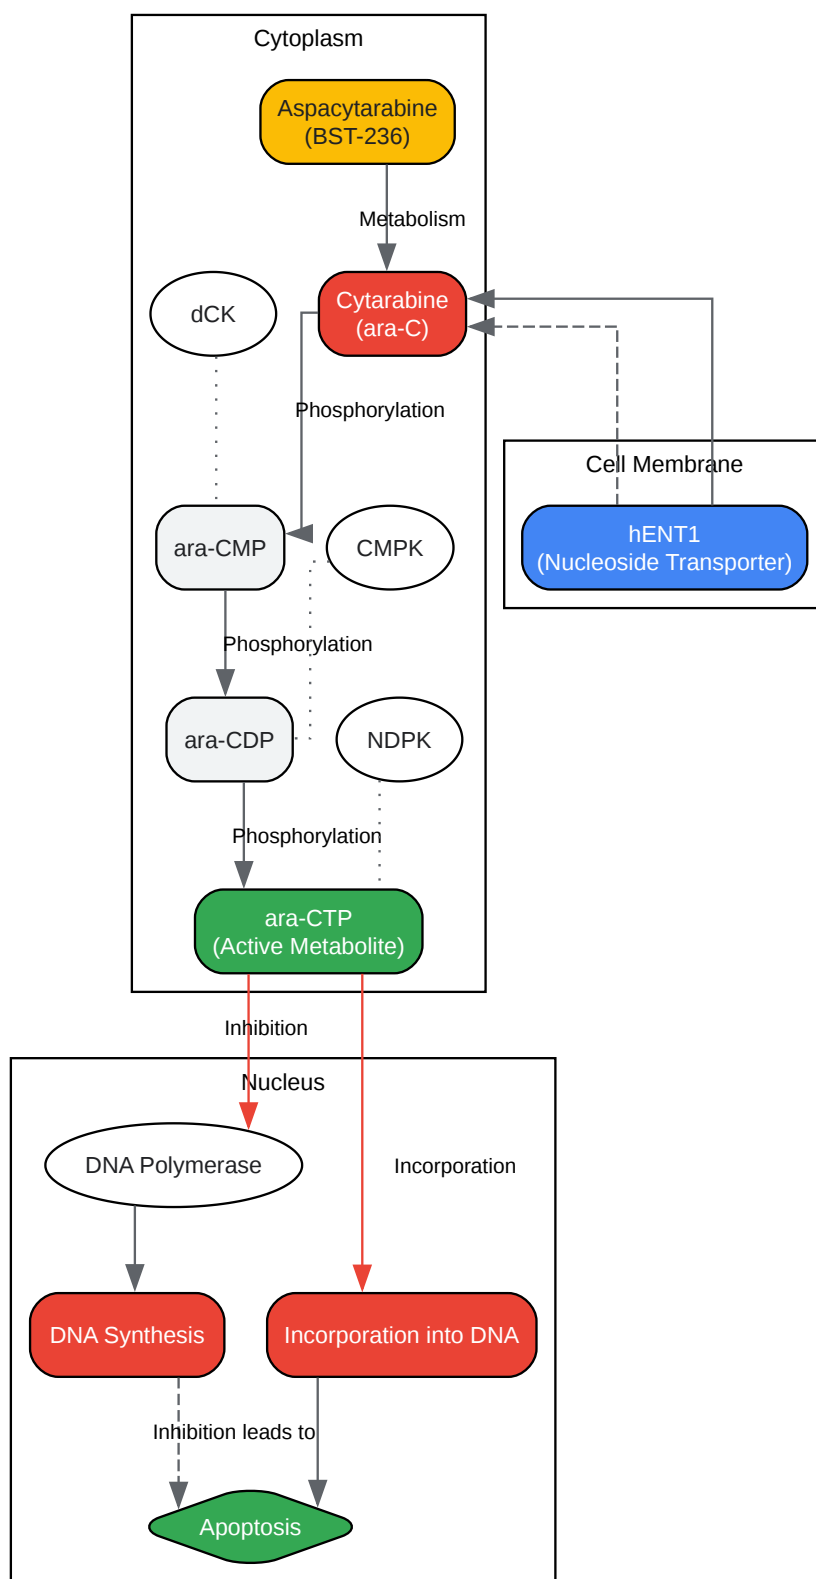 Cytoplasm
Aspacytarabine
(BST-236)
Metabolism
dCK
Cytarabine
(ara-C)
Phosphorylation
Cell Membrane
hENT1
(Nucleoside Transporter)
ara-CMP
CMPK
Phosphorylation
ara-CDP
NDPK
Phosphorylation
ara-CTP
(Active Metabolite)
Inhibition
Nucleus
DNA Polymerase
Incorporation
DNA Synthesis
Incorporation into DNA
Inhibition leads to
Apoptosis